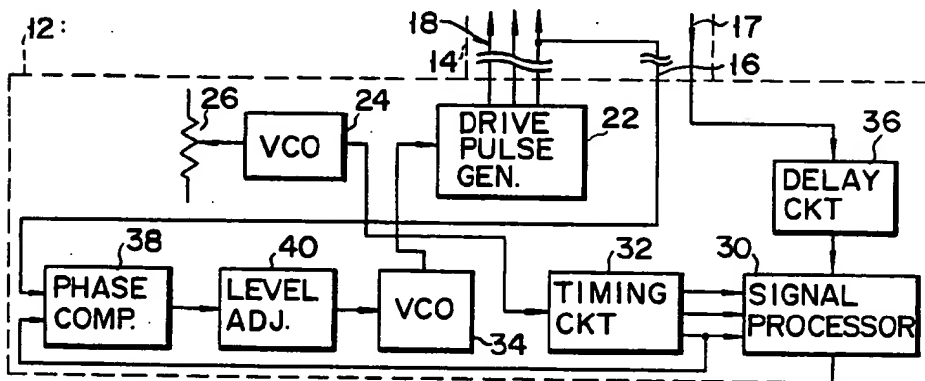 12:
18
14
17
16
26
24
VCO
DRIVE
PULSE
GEN.
22
36
DELAY
CKT
38
PHASE
COMP.
40
LEVEL
ADJ.
VCO
34
32
TIMING
CKT
30
SIGNAL
PROCESSOR